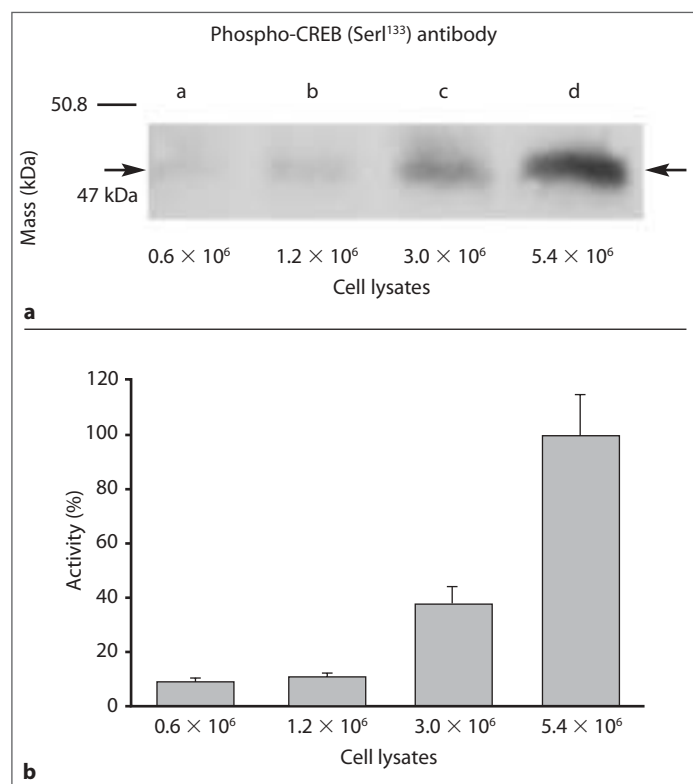 Phospho-CREB (Serl¹³³) antibody
a b c d
50.8
Mass (kDa)
47 kDa
0.6 × 10⁶ 1.2 × 10⁶ 3.0 × 10⁶ 5.4 × 10⁶
Cell lysates
a
120
100
80
60
40
20
0
Activity (%)
0.6 × 10⁶ 1.2 × 10⁶ 3.0 × 10⁶ 5.4 × 10⁶
Cell lysates
b